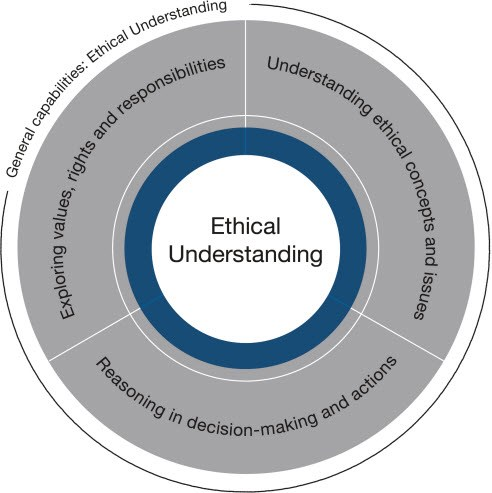 General capabilities: Ethical Understanding
Exploring values, rights and responsibilities
Understanding ethical concepts and issues
Reasoning in decision-making and actions
Ethical
Understanding